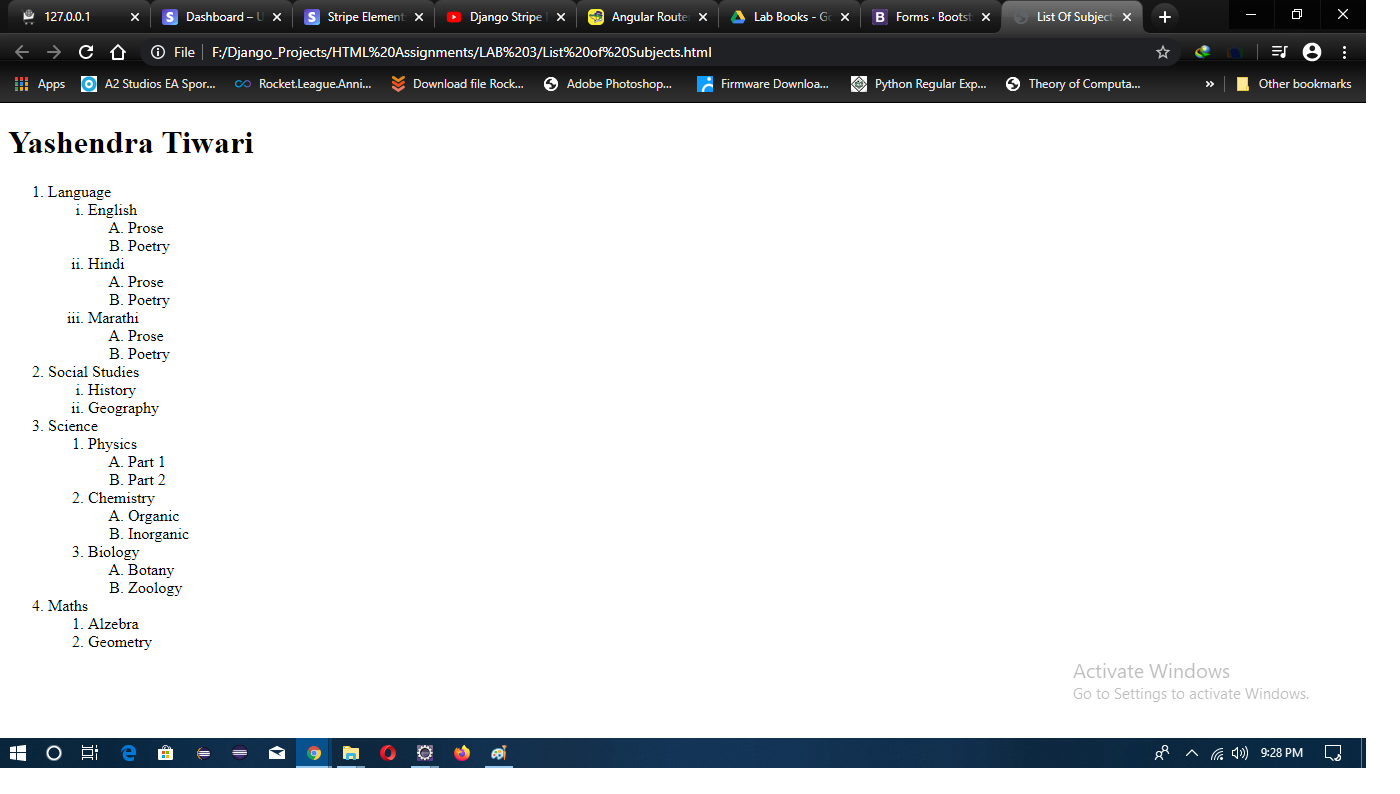 127.0.0.1 Dashboard – U Stripe Element Django Stripe Angular Route Lab Books - Go Forms · Bootst List Of Subject
File F:/Django_Projects/HTML%20Assignments/LAB%203/List%20of%20Subjects.html
Apps A2 Studios EA Spor... Rocket.League.Anni... Download file Rock... Adobe Photoshop... Firmware Downloa... Python Regular Exp... Theory of Computa... » Other bookmarks
Yashendra Tiwari
1. Language
i. English
A. Prose
B. Poetry
ii. Hindi
A. Prose
B. Poetry
iii. Marathi
A. Prose
B. Poetry
2. Social Studies
i. History
ii. Geography
3. Science
1. Physics
A. Part 1
B. Part 2
2. Chemistry
A. Organic
B. Inorganic
3. Biology
A. Botany
B. Zoology
4. Maths
1. Alzebra
2. Geometry
Activate Windows
Go to Settings to activate Windows.
9:28 PM